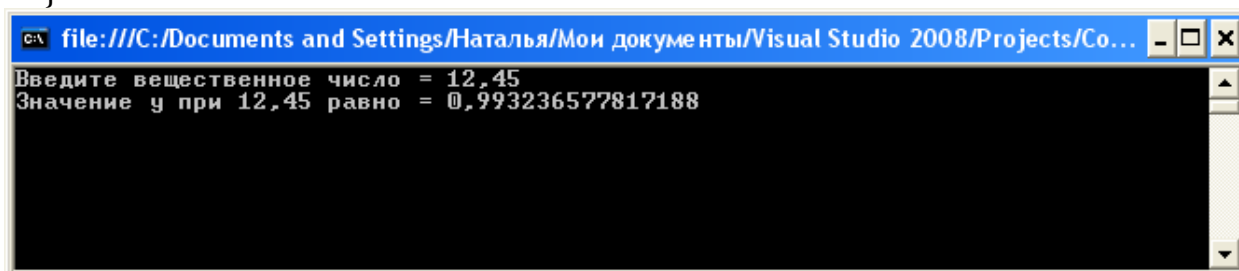 }
file:///C:/Documents and Settings/Наталья/Мои документы/Visual Studio 2008/Projects/Co...
Введите вещественное число = 12,45
Значение y при 12,45 равно = 0,993236577817188